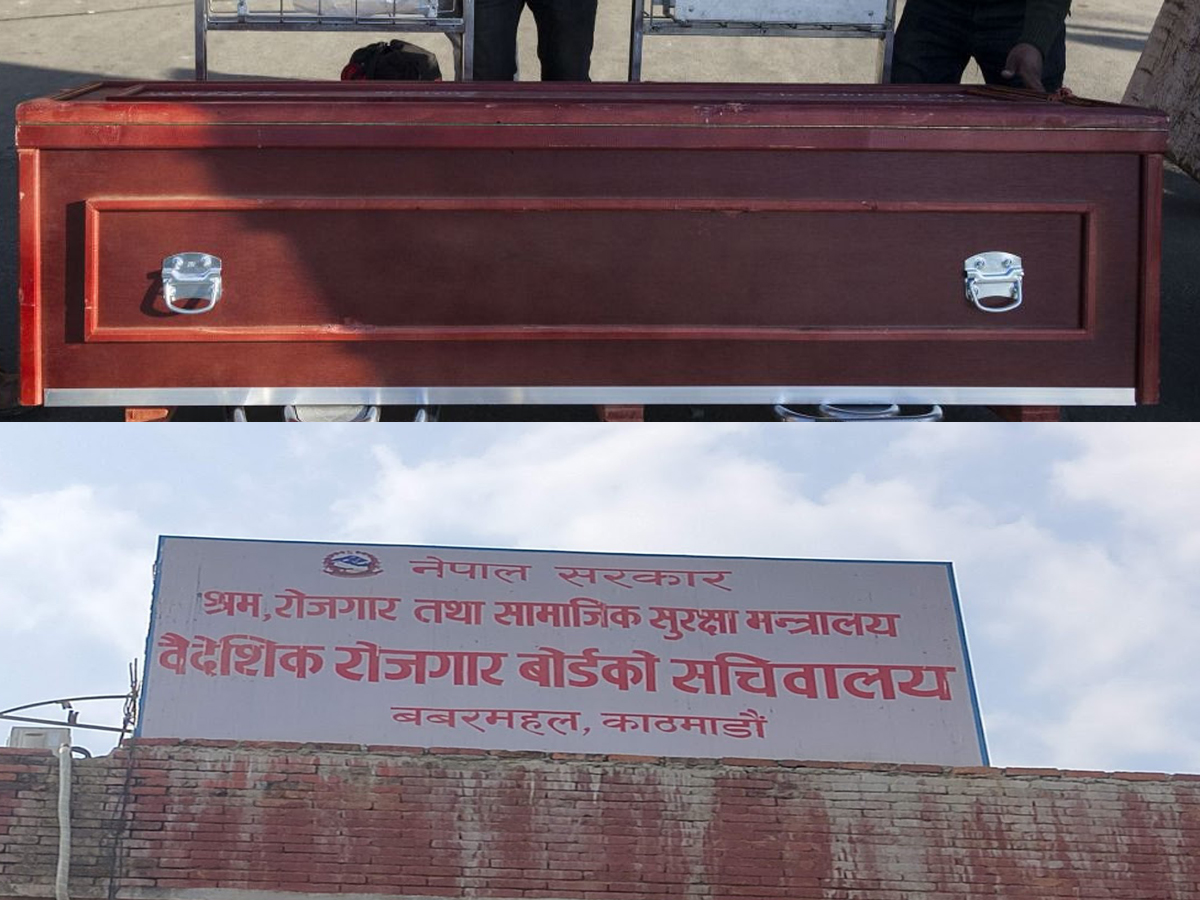 नेपाल सरकार
श्रम, रोजगार तथा सामाजिक सुरक्षा मन्त्रालय
वैदेशिक रोजगार बोर्डको सचिवालय
बबरमहल, काठमाडौं